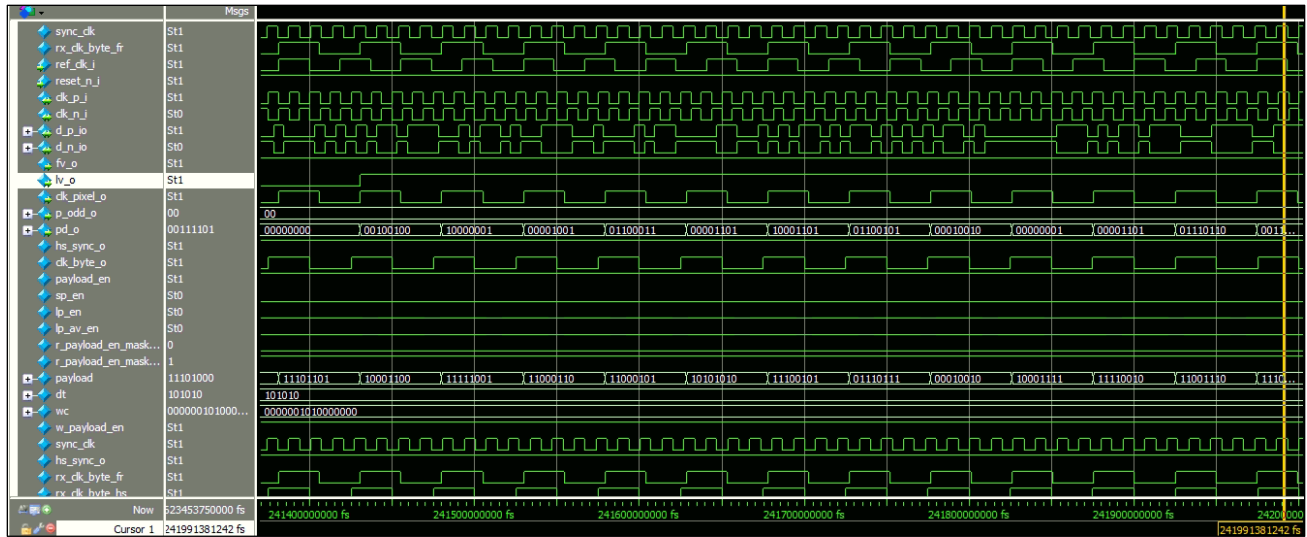 Msgs
sync_clk St1
rx_clk_byte_fr St1
ref_clk_i St1
reset_n_i St1
clk_p_i St1
clk_n_i St0
d_p_io St1
d_n_io St0
fv_o St1
lv_o St1
clk_pixel_o St1
p_odd_o 00 00
pd_o 00111101 00000000 00100100 10000001 00001001 01100011 00001101 10001101 01100101 00100010 00000001 00001101 01110110 0011...
hs_sync_o St1
clk_byte_o St1
payload_en St1
sp_en St0
lp_en St0
lp_av_en St0
r_payload_en_mask... 0
r_payload_en_mask... 1
payload 11101000 11101101 10001100 11111001 11000110 11000101 10101010 11100101 01110111 00010010 10001111 11110010 11001110 1110...
dt 101010 101010
wc 000000101000... 0000001010000000
w_payload_en St1
sync_clk St1
hs_sync_o St1
rx_clk_byte_fr St1
rx_clk_byte_hs St1
Now 523453750000 fs 241400000000 fs 241500000000 fs 241600000000 fs 241700000000 fs 241800000000 fs 241900000000 fs
Cursor 1 241991381242 fs 241991381242 fs